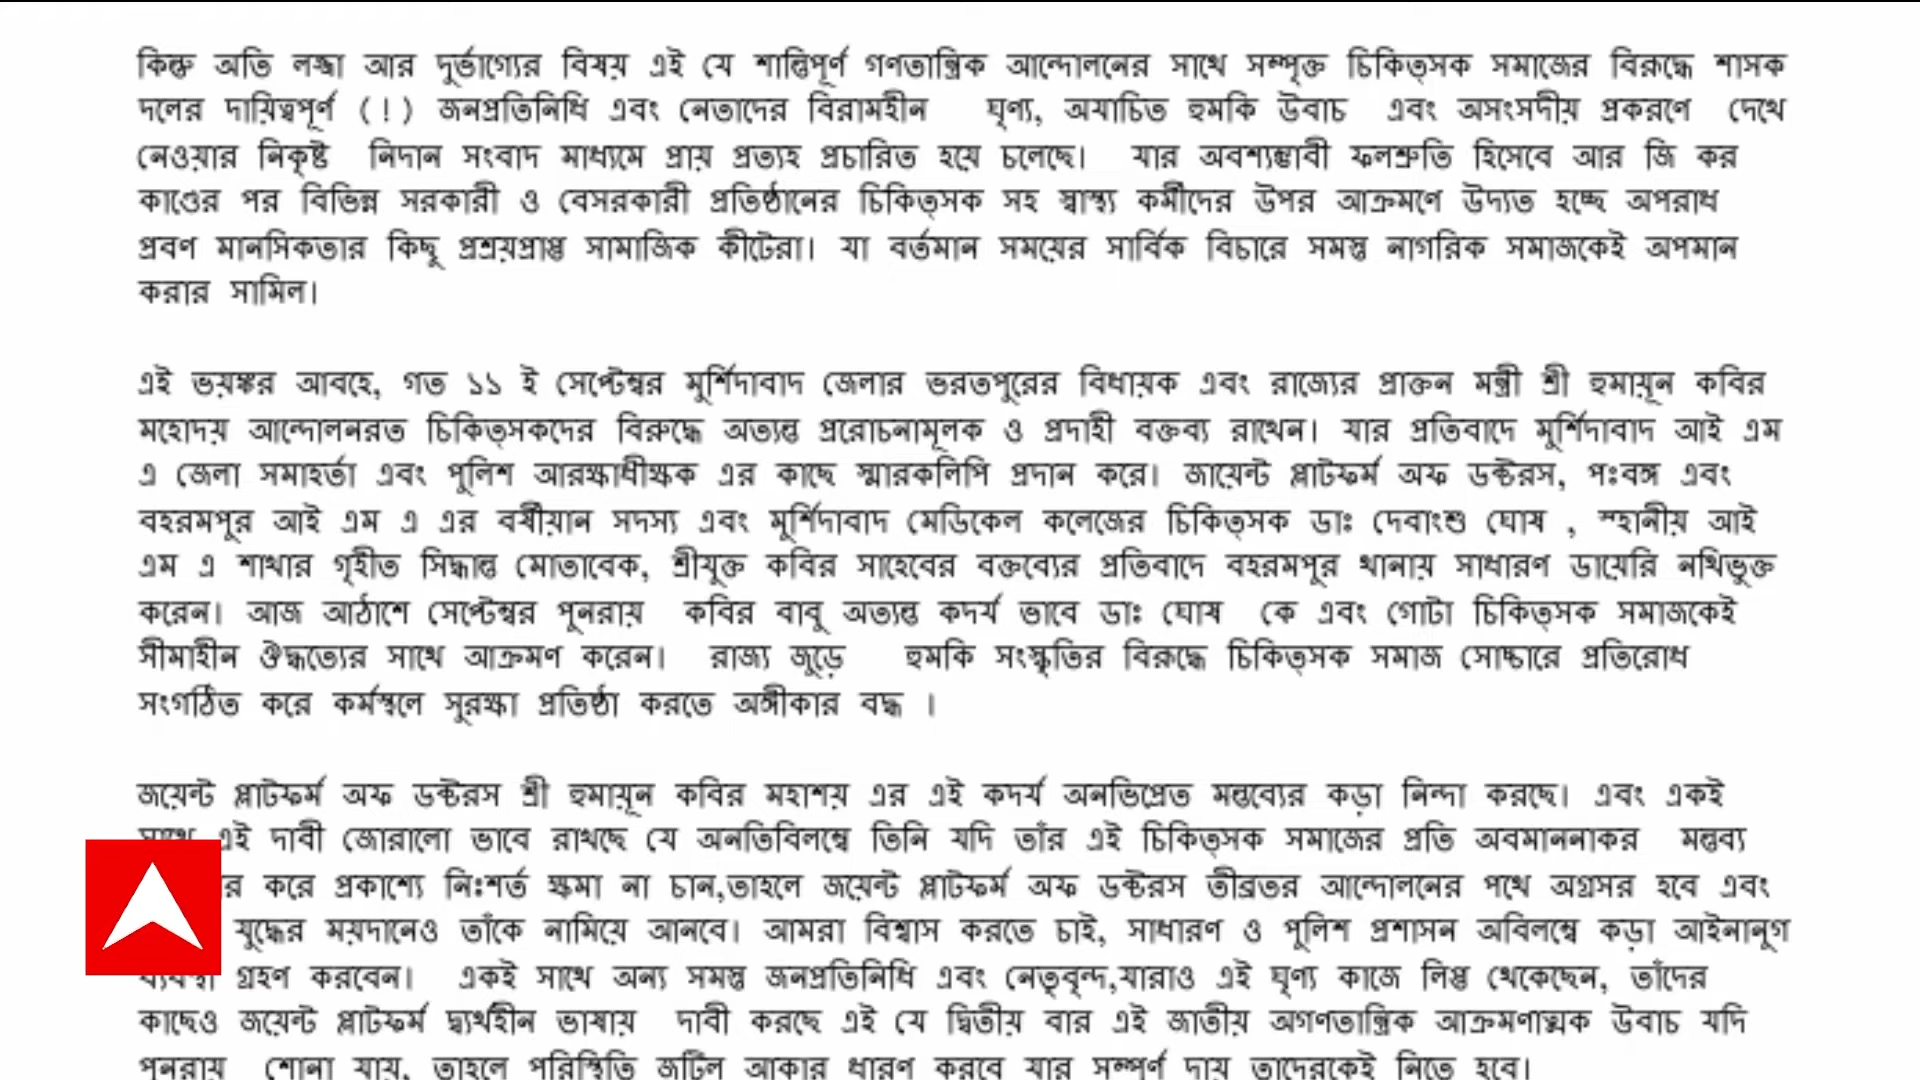 কিন্তু অতি লজ্জা আর দুর্ভাগ্যের বিষয় এই যে শান্তিপূর্ণ গণতান্ত্রিক আন্দোলনের সাথে সম্পৃক্ত চিকিত্সক সমাজের বিরূদ্ধে শাসক
দলের দায়িত্বপূর্ণ (!) জনপ্রতিনিধি এবং নেতাদের বিরামহীন ঘৃণ্য, অযাচিত হুমকি উবাচ এবং অসংসদীয় প্রকরণে দেখে
নেওয়ার নিকৃষ্ট নিদান সংবাদ মাধ্যমে প্রায় প্রত্যহ প্রচারিত হয়ে চলেছে। যার অবশ্যম্ভাবী ফলশ্রুতি হিসেবে আর জি কর
কাণ্ডের পর বিভিন্ন সরকারী ও বেসরকারী প্রতিষ্ঠানের চিকিত্সক সহ স্বাস্থ্য কর্মীদের উপর আক্রমণে উদ্যত হচ্ছে অপরাধ
প্রবণ মানসিকতার কিছু প্রশ্রয়প্রাপ্ত সামাজিক কীটেরা। যা বর্তমান সময়ের সার্বিক বিচারে সমস্ত নাগরিক সমাজকেই অপমান
করার সামিল।
এই ভয়ঙ্কর আবহে, গত ১১ ই সেপ্টেম্বর মুর্শিদাবাদ জেলার ভরতপুরের বিধায়ক এবং রাজ্যের প্রাক্তন মন্ত্রী শ্রী হুমায়ূন কবির
মহোদয় আন্দোলনরত চিকিত্সকদের বিরুদ্ধে অত্যন্ত প্ররোচনামূলক ও প্রদাহী বক্তব্য রাখেন। যার প্রতিবাদে মুর্শিদাবাদ আই এম
এ জেলা সমাহর্তা এবং পুলিশ আরক্ষাধীক্ষক এর কাছে স্মারকলিপি প্রদান করে। জায়েন্ট প্লাটফর্ম অফ ডক্টরস, পঃবঙ্গ এবং
বহরমপুর আই এম এ এর বর্ষীয়ান সদস্য এবং মুর্শিদাবাদ মেডিকেল কলেজের চিকিত্সক ডাঃ দেবাংশু ঘোষ , স্হানীয় আই
এম এ শাখার গৃহীত সিদ্ধান্ত মোতাবেক, শ্রীযুক্ত কবির সাহেবের বক্তব্যের প্রতিবাদে বহরমপুর থানায় সাধারণ ডায়েরি নথিভুক্ত
করেন। আজ আঠাশে সেপ্টেম্বর পুনরায় কবির বাবু অত্যন্ত কদর্য ভাবে ডাঃ ঘোষ কে এবং গোটা চিকিত্সক সমাজকেই
সীমাহীন ঔদ্ধত্যের সাথে আক্রমণ করেন। রাজ্য জুড়ে হুমকি সংস্কৃতির বিরূদ্ধে চিকিত্সক সমাজ সোচ্চারে প্রতিরোধ
সংগঠিত করে কর্মস্থলে সুরক্ষা প্রতিষ্ঠা করতে অঙ্গীকার বদ্ধ ।
জয়েন্ট প্লাটফর্ম অফ ডক্টরস শ্রী হুমায়ূন কবির মহাশয় এর এই কদর্য অনভিপ্রেত মন্তব্যের কড়া নিন্দা করছে। এবং একই
এই দাবী জোরালো ভাবে রাখছে যে অনতিবিলম্বে তিনি যদি তাঁর এই চিকিত্সক সমাজের প্রতি অবমাননাকর মন্তব্য
র করে প্রকাশ্যে নিঃশর্ত ক্ষমা না চান,তাহলে জয়েন্ট প্লাটফর্ম অফ ডক্টরস তীব্রতর আন্দোলনের পথে অগ্রসর হবে এবং
যুদ্ধের ময়দানেও তাঁকে নামিয়ে আনবে। আমরা বিশ্বাস করতে চাই, সাধারণ ও পুলিশ প্রশাসন অবিলম্বে কড়া আইনানুগ
গ্রহণ করবেন। একই সাথে অন্য সমস্ত জনপ্রতিনিধি এবং নেতৃবৃন্দ,যারাও এই ঘৃণ্য কাজে লিপ্ত থেকেছেন, তাঁদের
কাছেও জয়েন্ট প্লাটফর্ম দ্ব্যর্থহীন ভাষায় দাবী করছে এই যে দ্বিতীয় বার এই জাতীয় অগণতান্ত্রিক আক্রমণাত্মক উবাচ যদি
পুনরায় শোনা যায়, তাহলে পরিস্থিতি জটিল আকার ধারণ করবে যার সম্পূর্ণ দায় তাদেরকেই নিতে হবে।